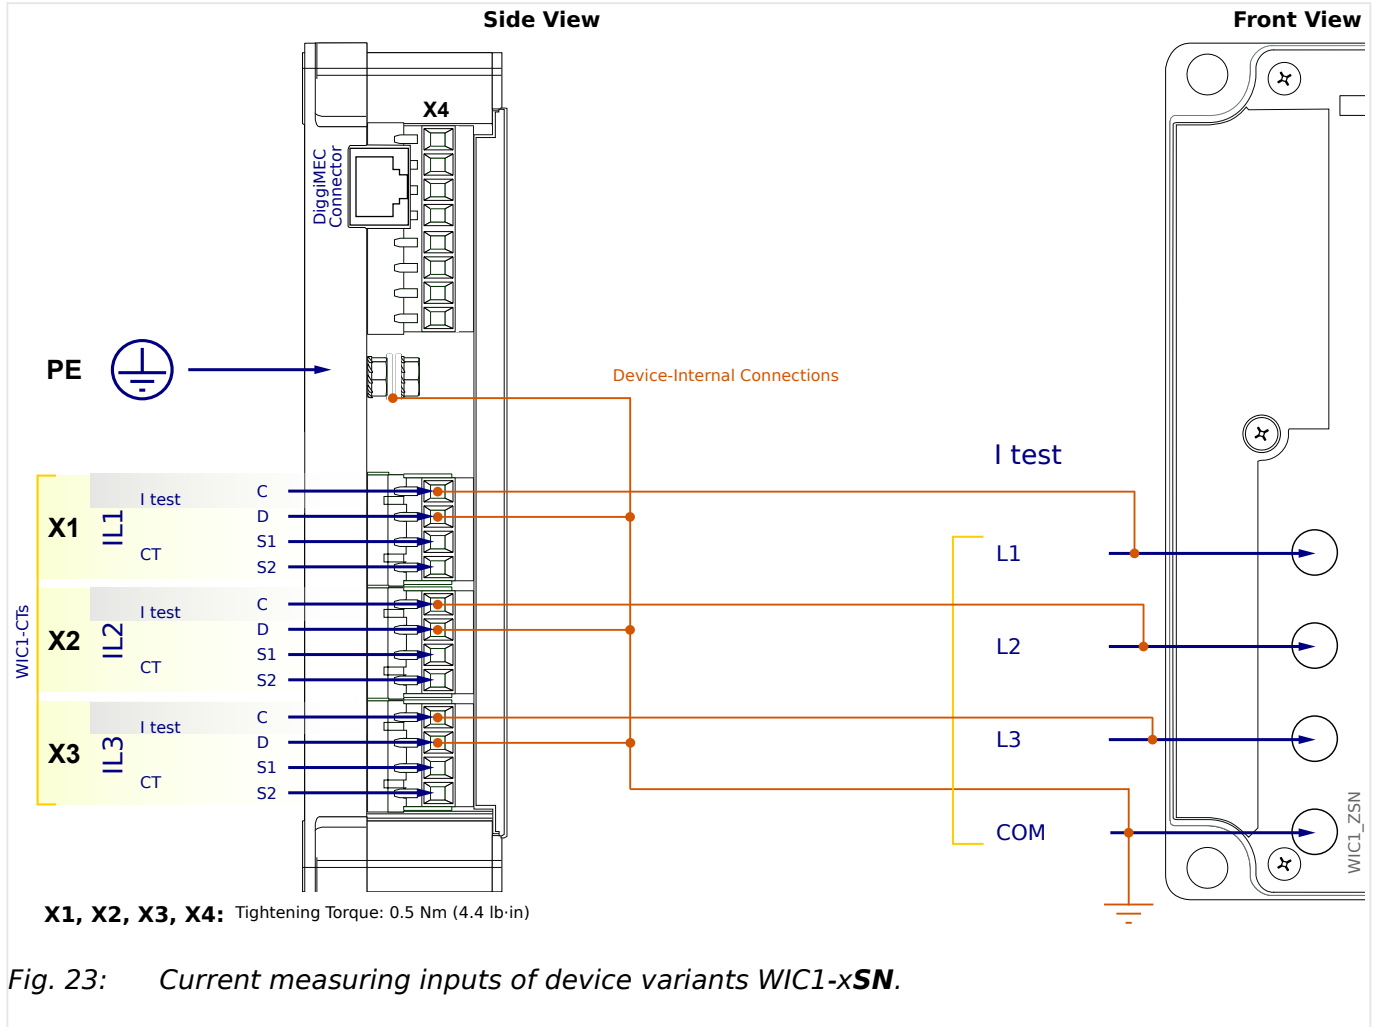 Side View
Front View
X4
DiggiMEC
Connector
PE
Device-Internal Connections
I test
WIC1-CTs
X1
IL1
I test
CT
C
D
S1
S2
X2
IL2
I test
CT
C
D
S1
S2
X3
IL3
I test
CT
C
D
S1
S2
L1
L2
L3
COM
WIC1_ZSN
X1, X2, X3, X4: Tightening Torque: 0.5 Nm (4.4 lb·in)
Fig. 23: Current measuring inputs of device variants WIC1-xSN.